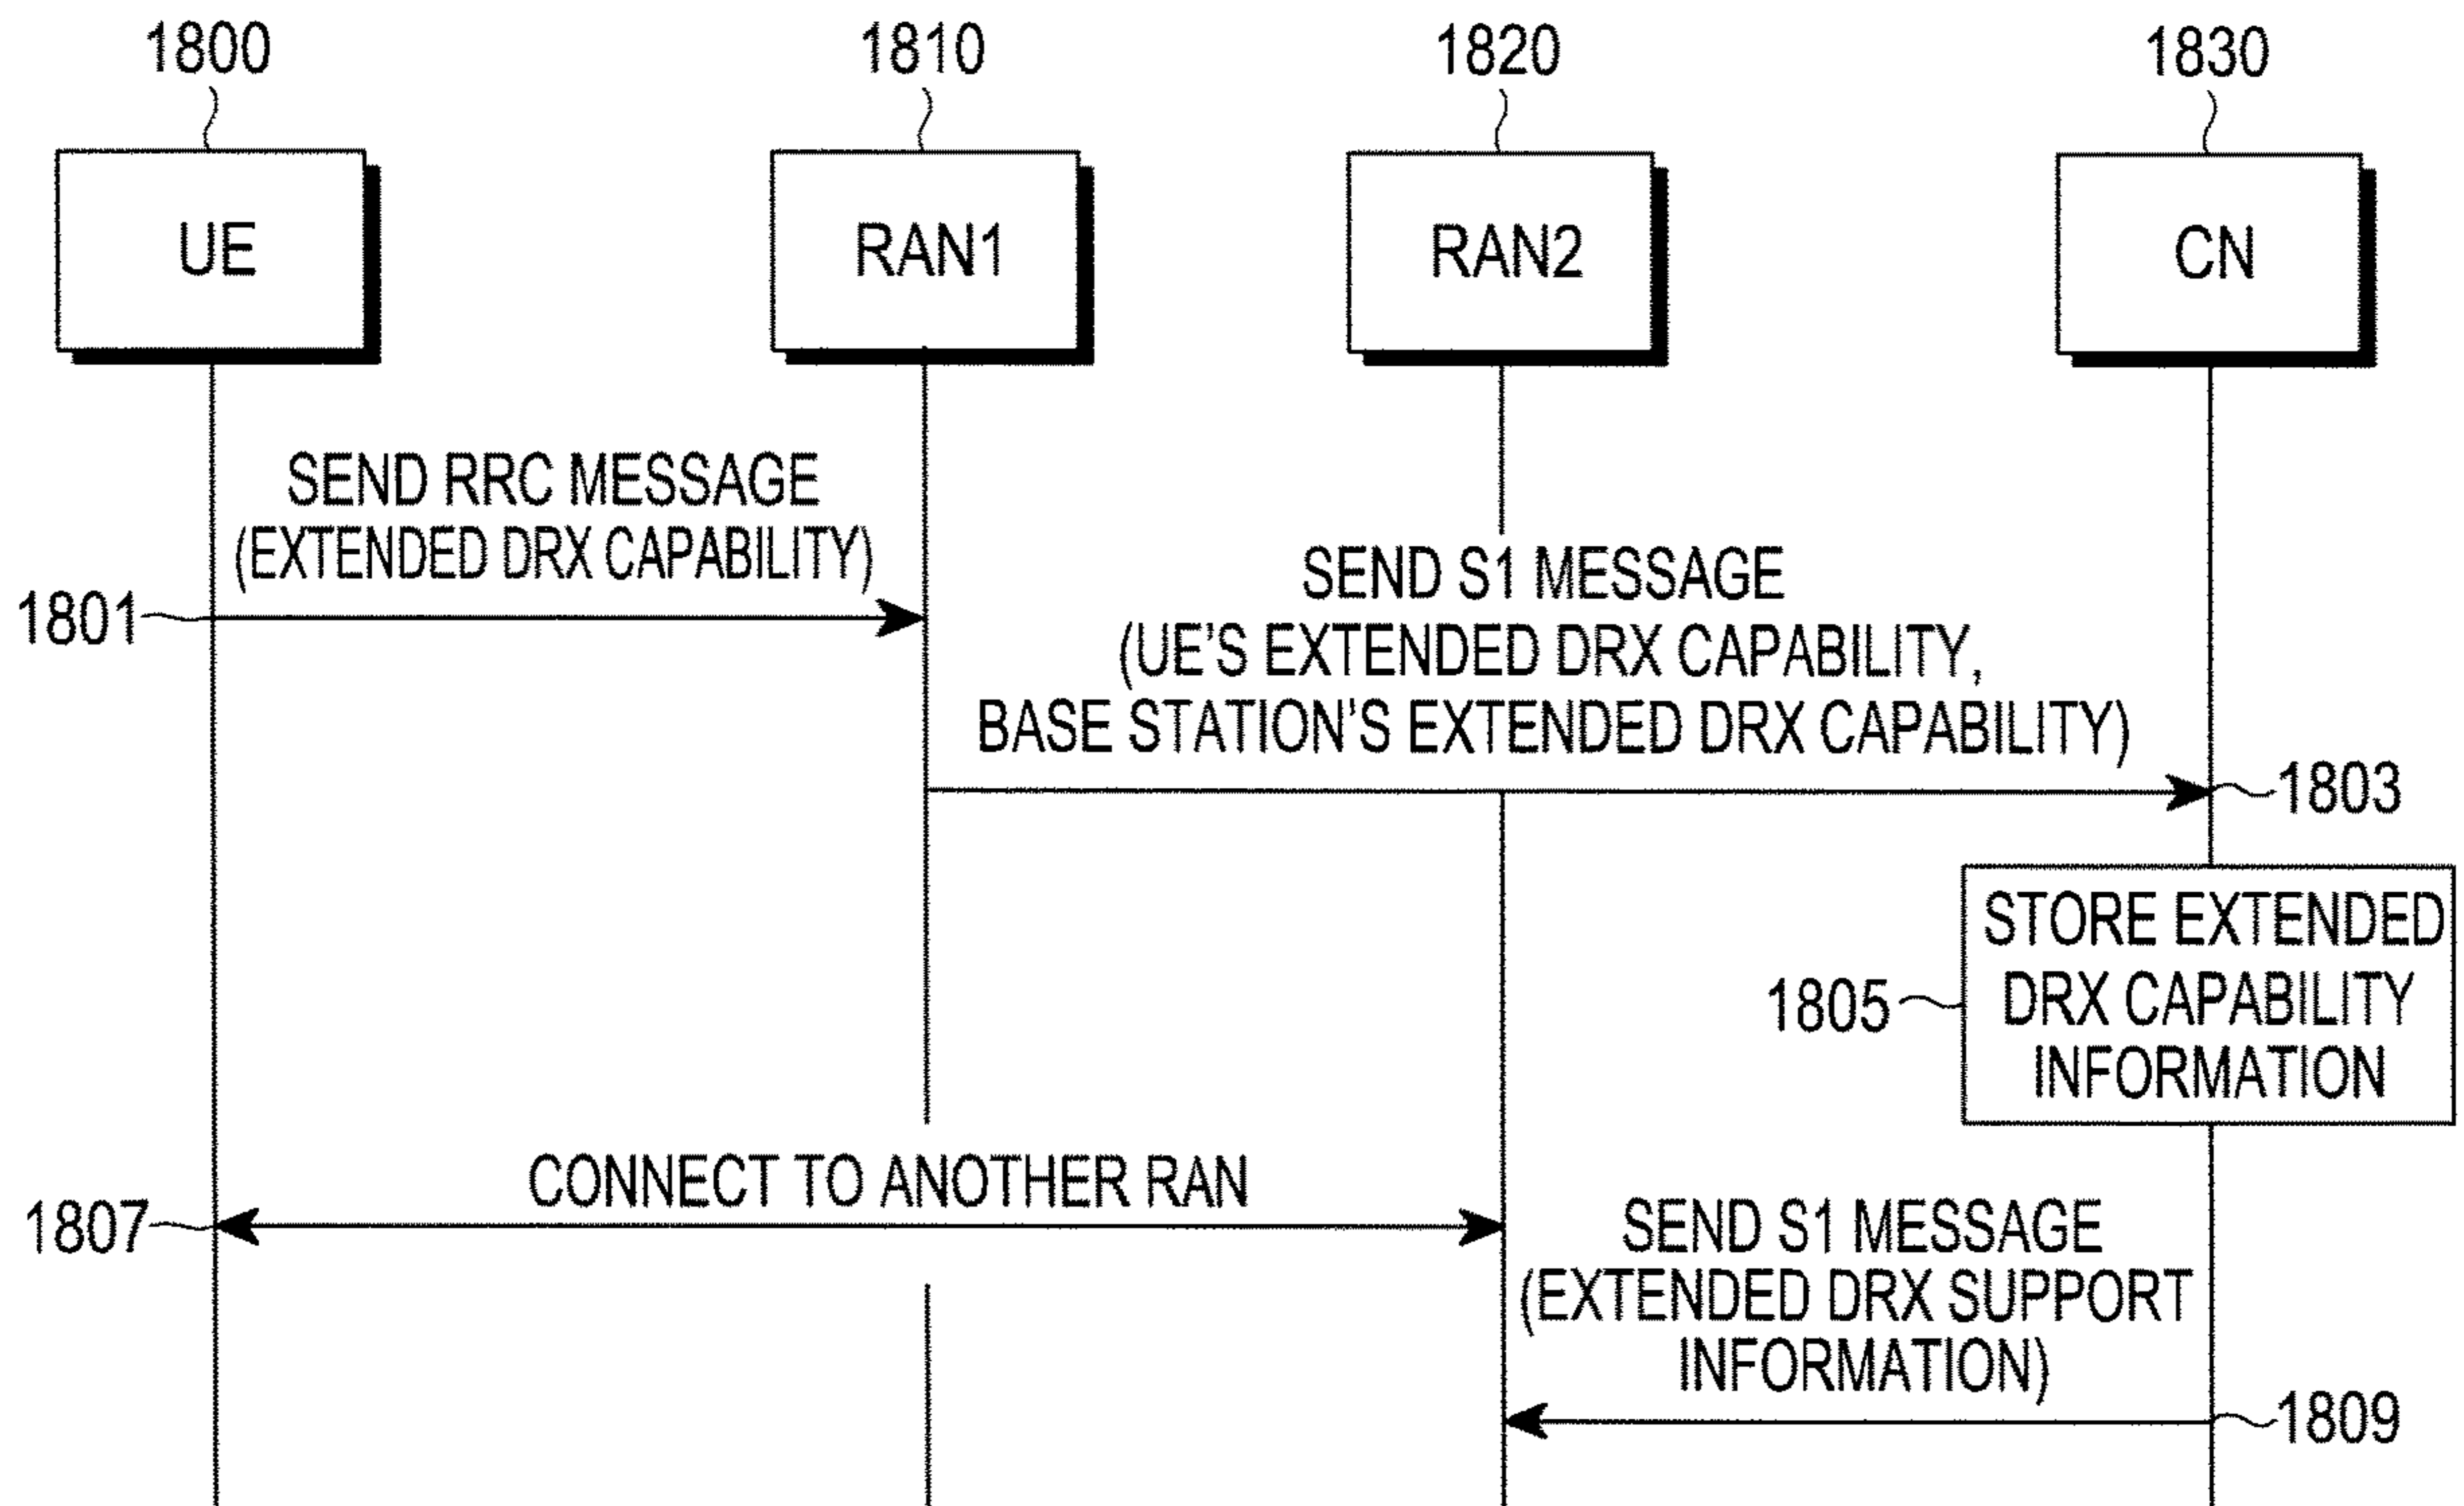 1800
1810
1820
1830
UE
RAN1
RAN2
CN
SEND RRC MESSAGE
(EXTENDED DRX CAPABILITY)
1801
SEND S1 MESSAGE
(UE'S EXTENDED DRX CAPABILITY,
BASE STATION'S EXTENDED DRX CAPABILITY)
1803
STORE EXTENDED
DRX CAPABILITY
INFORMATION
1805
CONNECT TO ANOTHER RAN
1807
SEND S1 MESSAGE
(EXTENDED DRX SUPPORT
INFORMATION)
1809